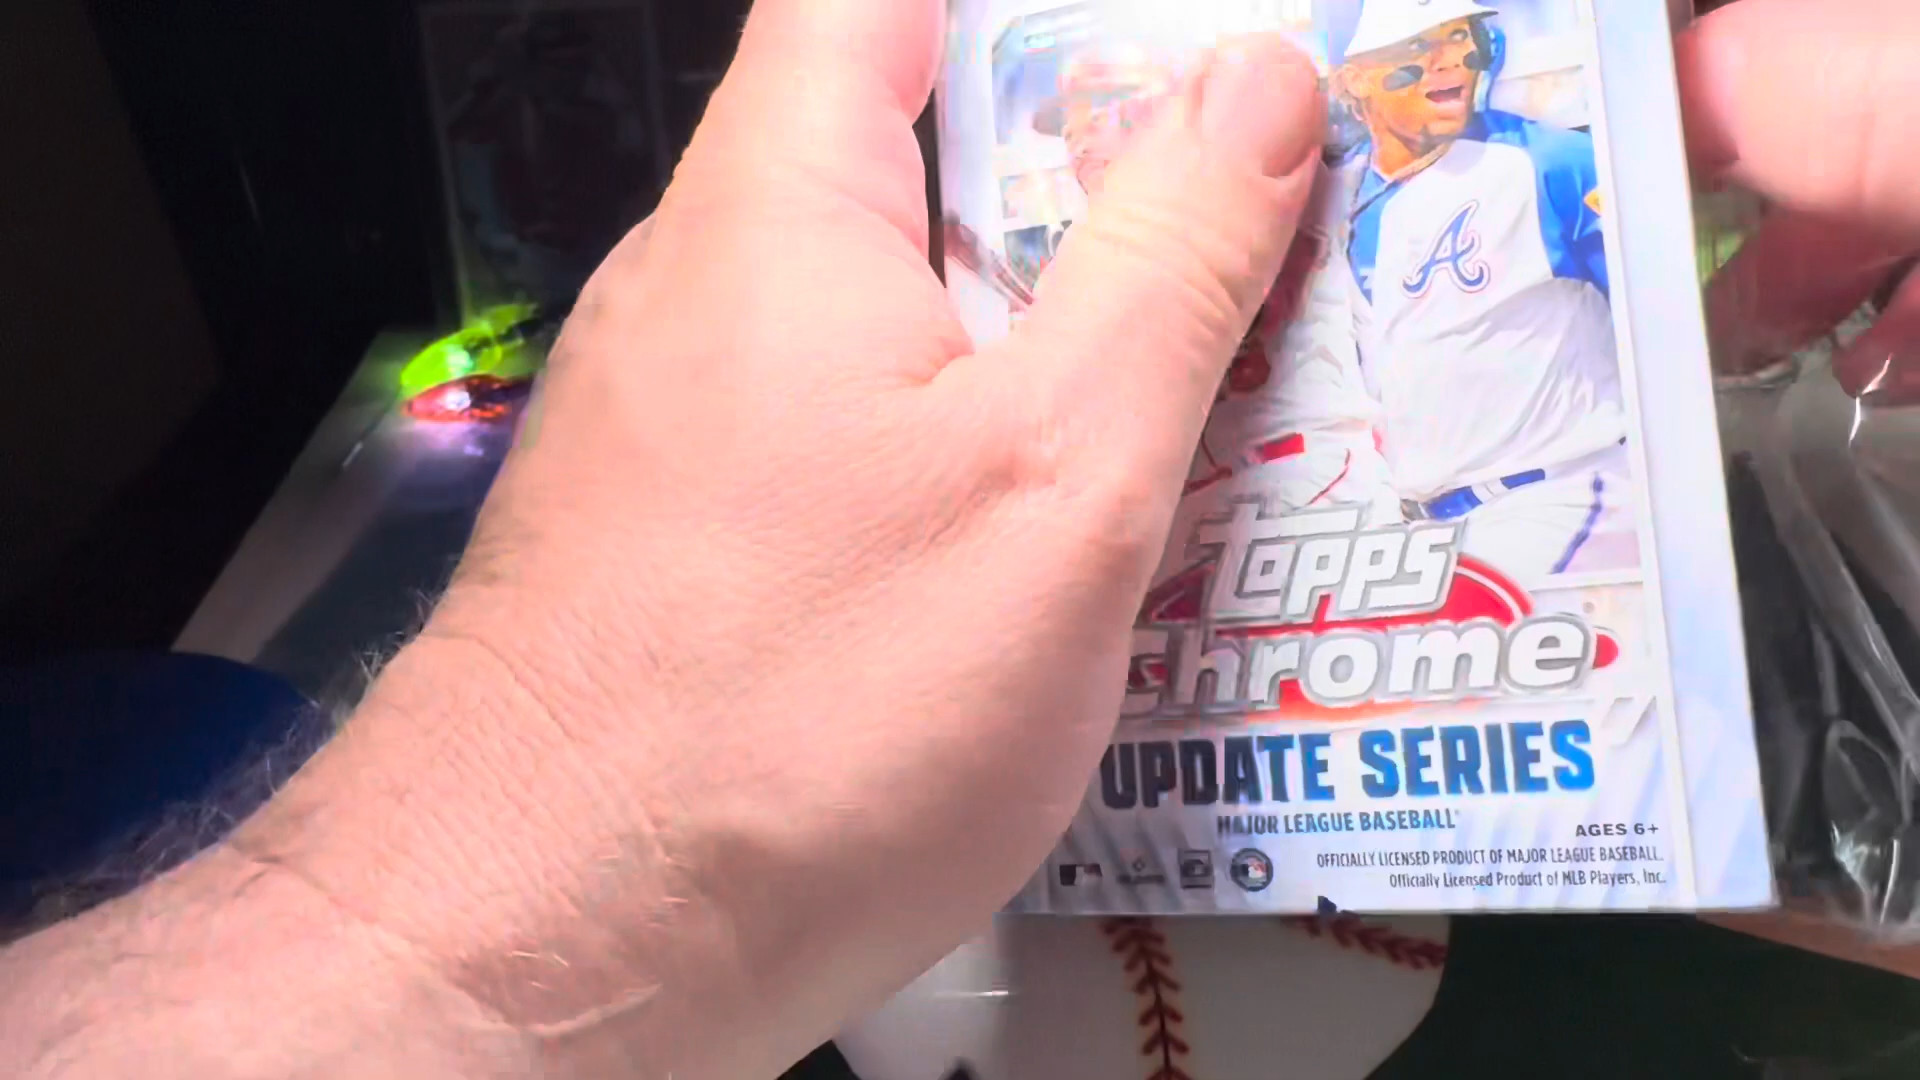 A
topps
chrome
UPDATE SERIES
MAJOR LEAGUE BASEBALL
AGES 6+
OFFICIALLY LICENSED PRODUCT OF MAJOR LEAGUE BASEBALL.
Officially Licensed Product of MLB Players, Inc.